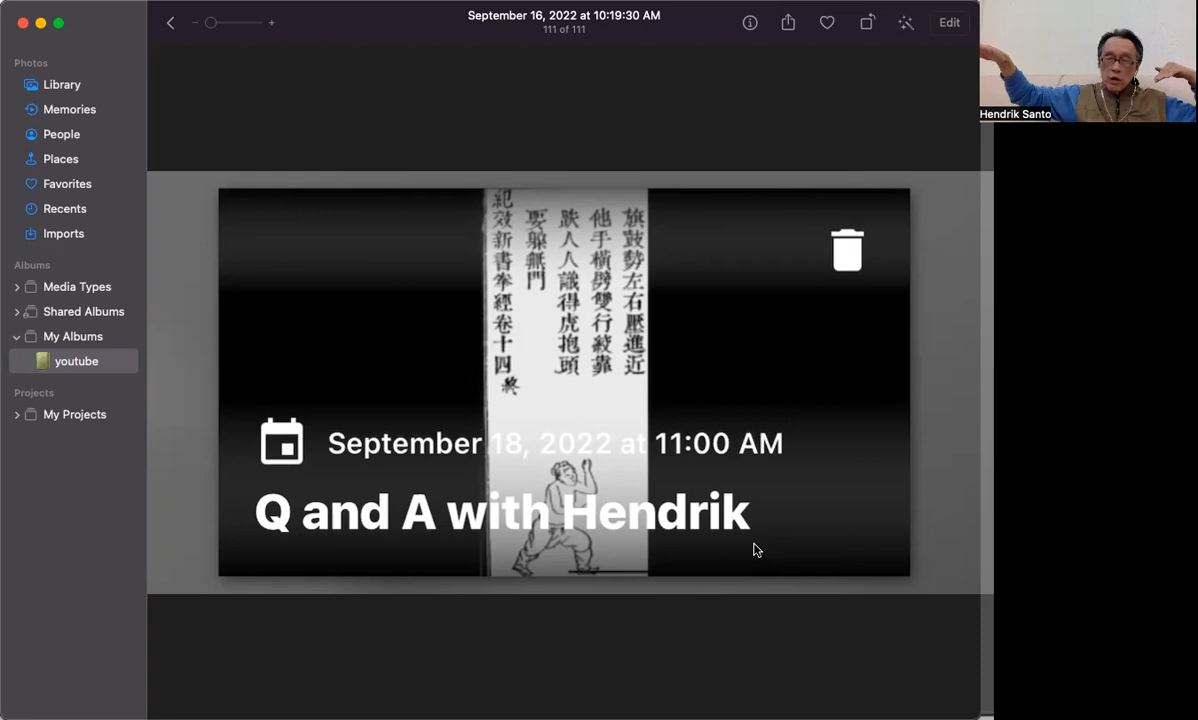 September 16, 2022 at 10:19:30 AM
111 of 111
Edit
Photos
Library
Memories
People
Places
Favorites
Recents
Imports
Albums
Media Types
Shared Albums
My Albums
youtube
Projects
My Projects
Hendrik Santo
旗鼓勢左右壓進近
他手橫劈雙行絞靠
跌人人識得虎抱頭
要躲無門
紀效新書拳經卷十四 終
September 18, 2022 at 11:00 AM
Q and A with Hendrik